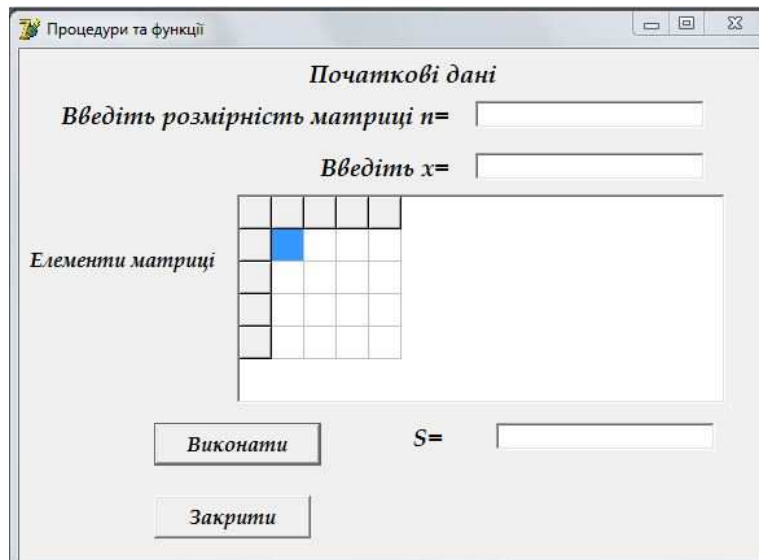 Процедури та функції
Початкові дані
Введіть розмірність матриці n=
Введіть x=
Елементи матриці
Виконати
S=
Закрити